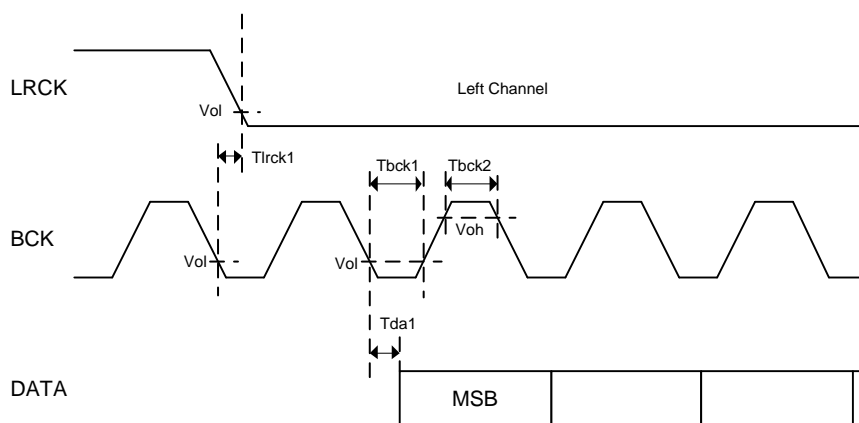 LRCK
Left Channel
Vol
Tlrck1
Tbck1
Tbck2
BCK
Voh
Vol
Vol
Tda1
DATA
MSB